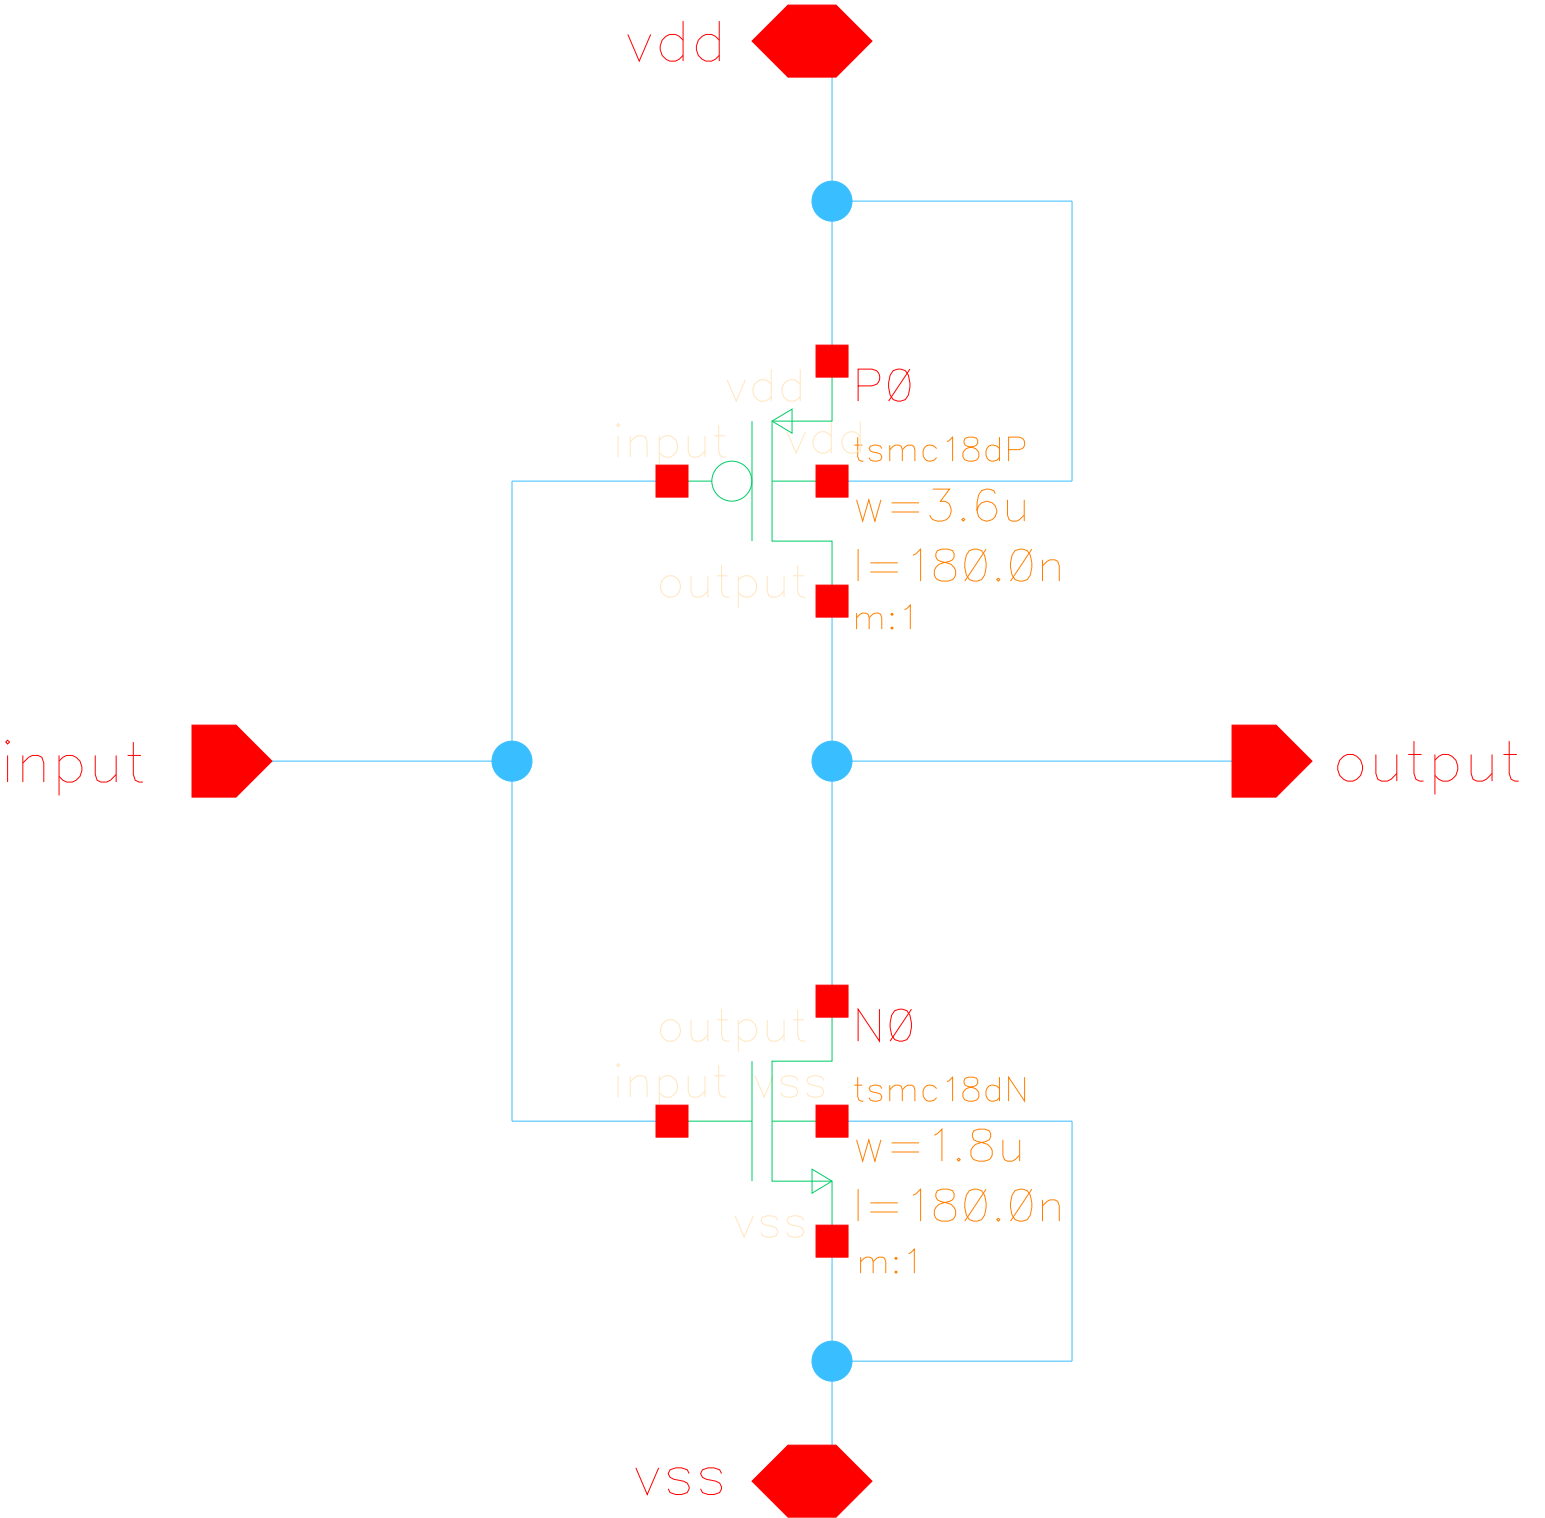 vdd
vdd
P0
input
vdd
tsmc18dP
w=3.6u
l=180.0n
output
m:1
input
output
output
N0
input
vss
tsmc18dN
w=1.8u
l=180.0n
vss
m:1
vss